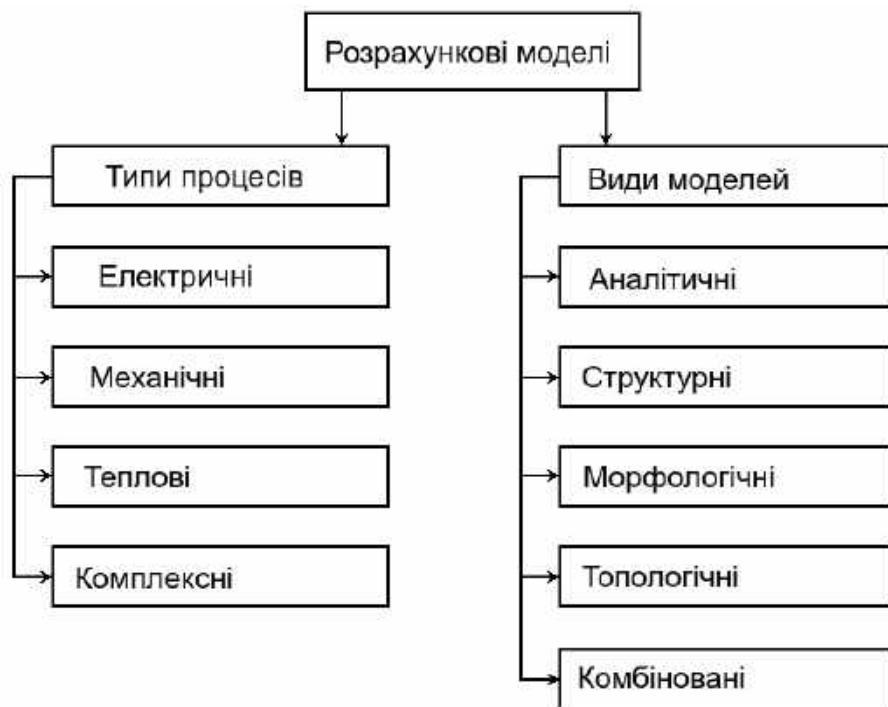 Розрахункові моделі
Типи процесів
Електричні
Механічні
Теплові
Комплексні
Види моделей
Аналітичні
Структурні
Морфологічні
Топологічні
Комбіновані